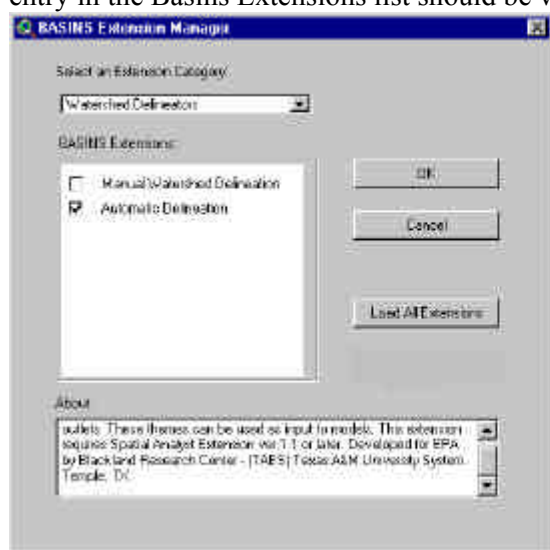 entry in the Basins Extensions list should be
BASINS Extension Manager
Select an Extension Category
Watershed Delineation
BASINS Extensions:
Manual Watershed Delineation
Automatic Delineation
OK
Cancel
Load All Extensions
About
outlets. These themes can be used as input to models. This extension
requires Spatial Analyst Extension ver.1.1 or later. Developed for EPA
by Blackland Research Center - (TAES) Texas A&M University System.
Temple, TX.